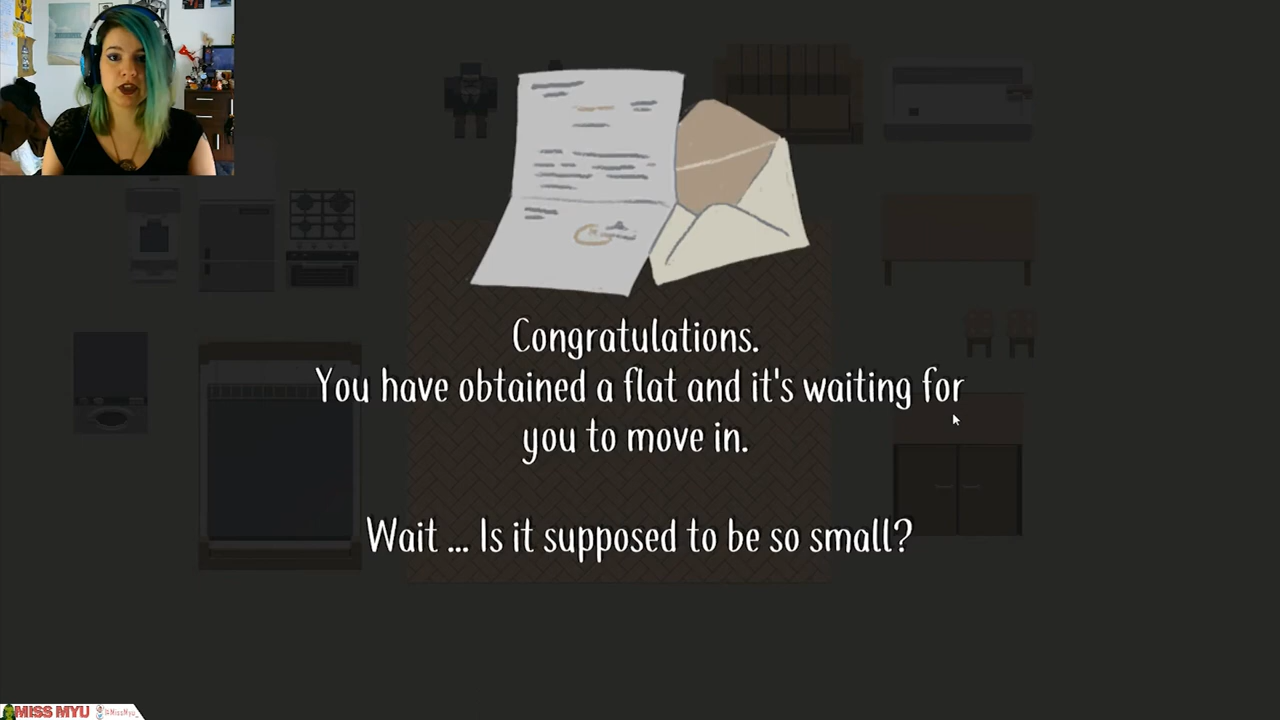 Congratulations.
You have obtained a flat and it's waiting for
you to move in.
Wait ... Is it supposed to be so small?
MISS MYU
@MissMyu_